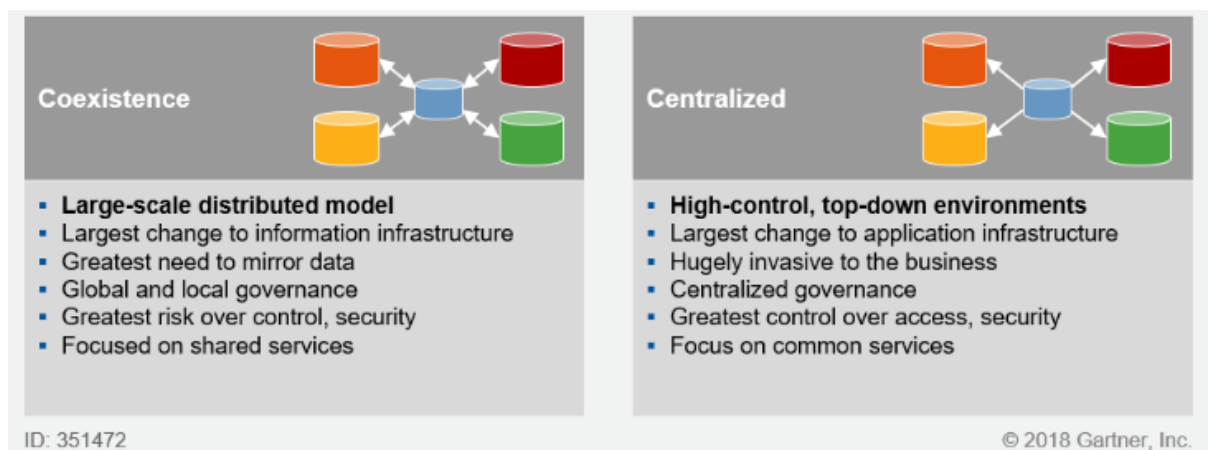 Coexistence
Large-scale distributed model
Largest change to information infrastructure
Greatest need to mirror data
Global and local governance
Greatest risk over control, security
Focused on shared services
Centralized
High-control, top-down environments
Largest change to application infrastructure
Hugely invasive to the business
Centralized governance
Greatest control over access, security
Focus on common services
ID: 351472
© 2018 Gartner, Inc.